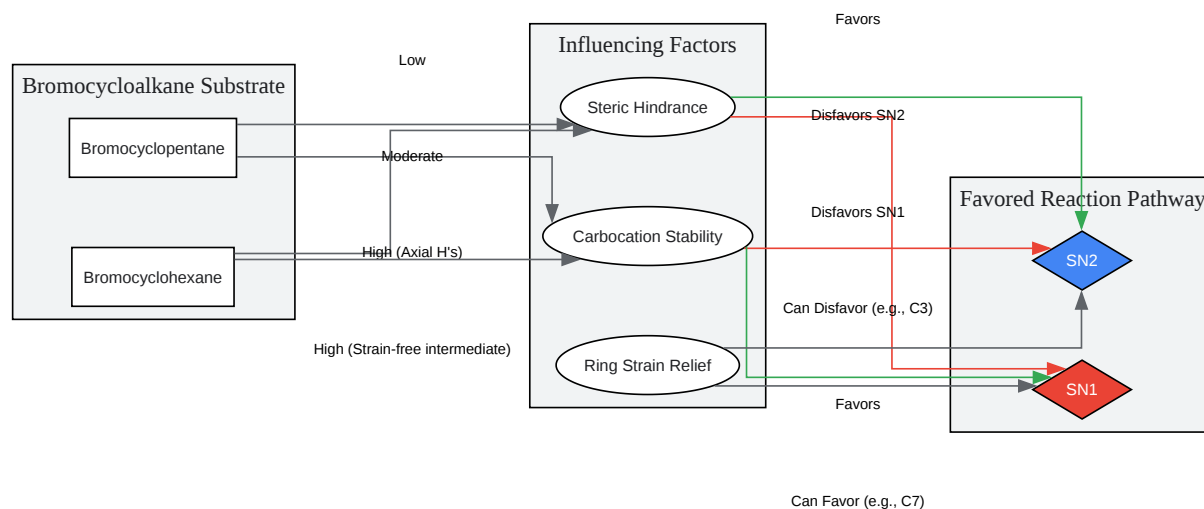 Favors
Influencing Factors
Low
Bromocycloalkane Substrate
Steric Hindrance
Disfavors SN2
Bromocyclopentane
Moderate
Favored Reaction Pathway
Disfavors SN1
Carbocation Stability
High (Axial H's)
SN2
Bromocyclohexane
Can Disfavor (e.g., C3)
High (Strain-free intermediate)
Ring Strain Relief
SN1
Favors
Can Favor (e.g., C7)